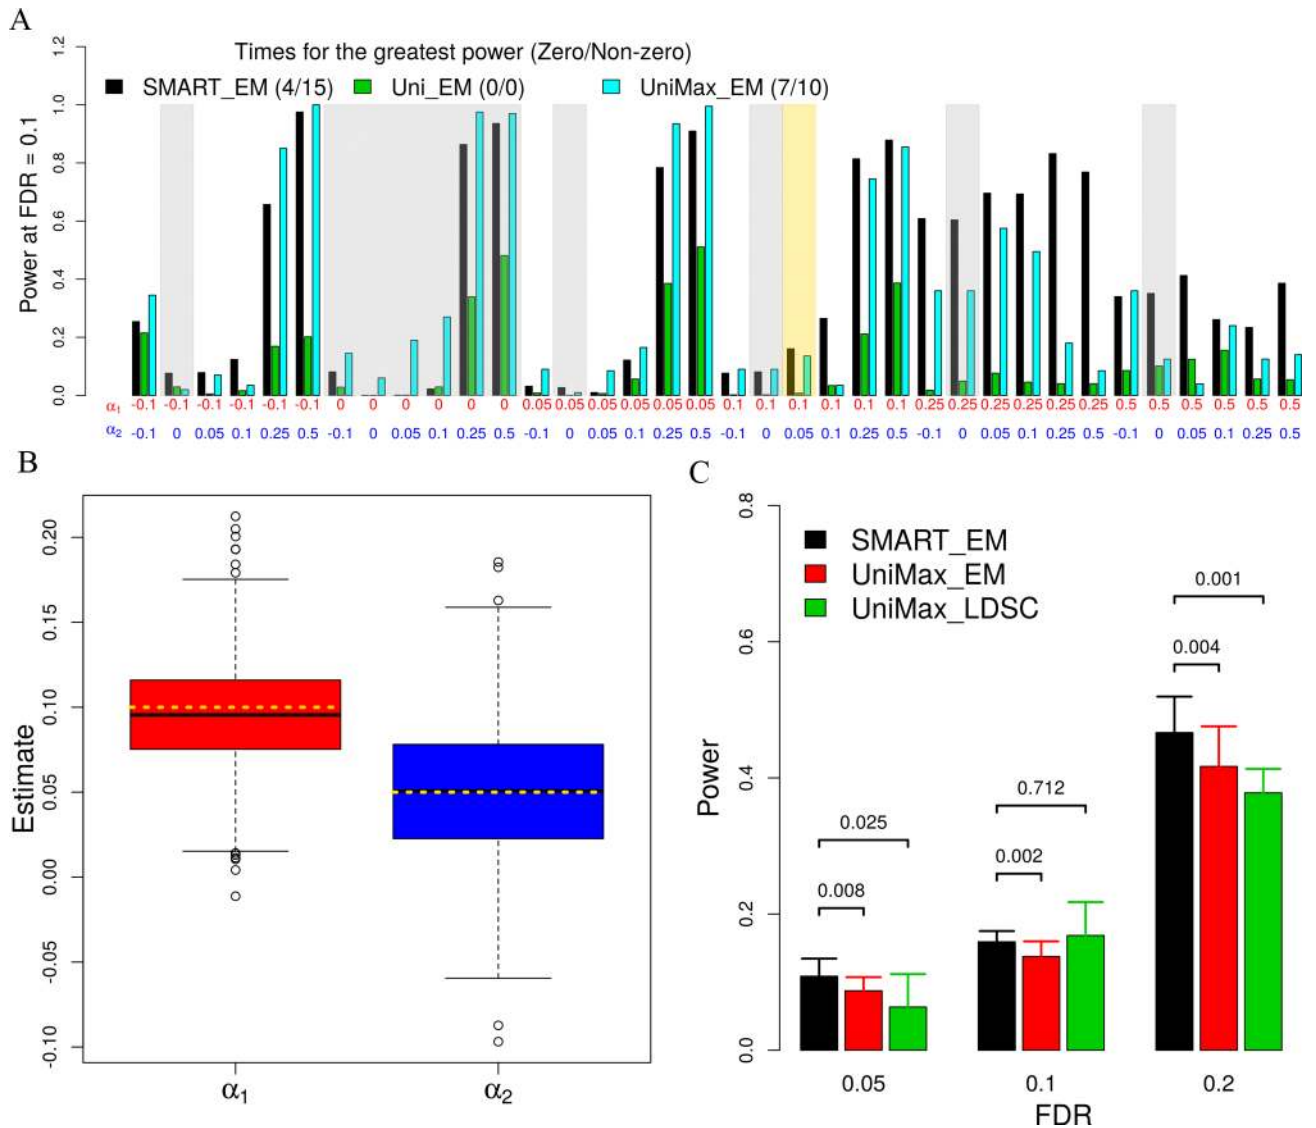 A
Times for the greatest power (Zero/Non-zero)
SMART_EM (4/15) Uni_EM (0/0) UniMax_EM (7/10)
Power at FDR = 0.1
1.2
1.0
0.8
0.6
0.4
0.2
0.0
α1 -0.1 -0.1 -0.1 -0.1 -0.1 -0.1 0 0 0 0 0 0 0.05 0.05 0.05 0.05 0.05 0.05 0.1 0.1 0.1 0.1 0.1 0.1 0.25 0.25 0.25 0.25 0.25 0.25 0.5 0.5 0.5 0.5 0.5 0.5
α2 -0.1 0 0.05 0.1 0.25 0.5 -0.1 0 0.05 0.1 0.25 0.5 -0.1 0 0.05 0.1 0.25 0.5 -0.1 0 0.05 0.1 0.25 0.5 -0.1 0 0.05 0.1 0.25 0.5 -0.1 0 0.05 0.1 0.25 0.5
B
Estimate
0.20
0.15
0.10
0.05
0.00
-0.05
-0.10
α1 α2
C
SMART_EM
UniMax_EM
UniMax_LDSC
Power
0.8
0.6
0.4
0.2
0.0
0.025
0.008
0.712
0.002
0.001
0.004
0.05 0.1 0.2
FDR